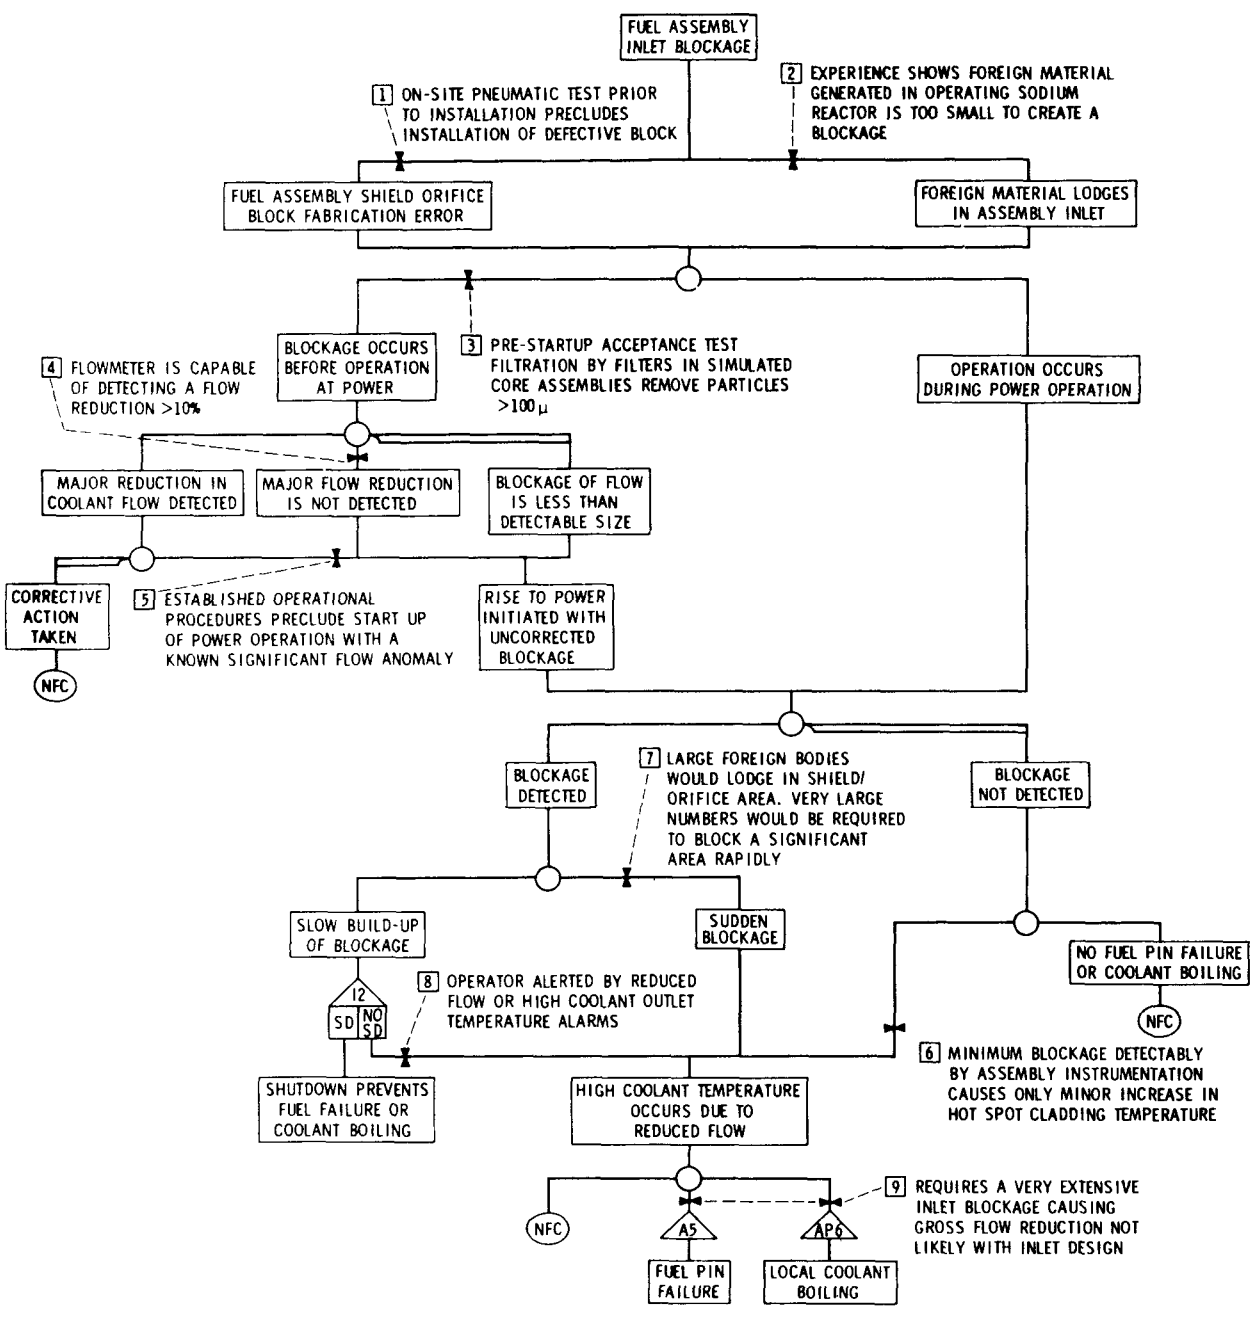 FUEL ASSEMBLY
INLET BLOCKAGE
1 ON-SITE PNEUMATIC TEST PRIOR
TO INSTALLATION PRECLUDES
INSTALLATION OF DEFECTIVE BLOCK
2 EXPERIENCE SHOWS FOREIGN MATERIAL
GENERATED IN OPERATING SODIUM
REACTOR IS TOO SMALL TO CREATE A
BLOCKAGE
FUEL ASSEMBLY SHIELD ORIFICE
BLOCK FABRICATION ERROR
FOREIGN MATERIAL LODGES
IN ASSEMBLY INLET
BLOCKAGE OCCURS
BEFORE OPERATION
AT POWER
3 PRE-STARTUP ACCEPTANCE TEST
FILTRATION BY FILTERS IN SIMULATED
CORE ASSEMBLIES REMOVE PARTICLES
>100 μ
OPERATION OCCURS
DURING POWER OPERATION
4 FLOWMETER IS CAPABLE
OF DETECTING A FLOW
REDUCTION >10%
MAJOR REDUCTION IN
COOLANT FLOW DETECTED
MAJOR FLOW REDUCTION
IS NOT DETECTED
BLOCKAGE OF FLOW
IS LESS THAN
DETECTABLE SIZE
CORRECTIVE
ACTION
TAKEN
NFC
5 ESTABLISHED OPERATIONAL
PROCEDURES PRECLUDE START UP
OF POWER OPERATION WITH A
KNOWN SIGNIFICANT FLOW ANOMALY
RISE TO POWER
INITIATED WITH
UNCORRECTED
BLOCKAGE
BLOCKAGE
DETECTED
7 LARGE FOREIGN BODIES
WOULD LODGE IN SHIELD/
ORIFICE AREA. VERY LARGE
NUMBERS WOULD BE REQUIRED
TO BLOCK A SIGNIFICANT
AREA RAPIDLY
BLOCKAGE
NOT DETECTED
SLOW BUILD-UP
OF BLOCKAGE
SUDDEN
BLOCKAGE
NO FUEL PIN FAILURE
OR COOLANT BOILING
NFC
12
SD
NO
SD
8 OPERATOR ALERTED BY REDUCED
FLOW OR HIGH COOLANT OUTLET
TEMPERATURE ALARMS
6 MINIMUM BLOCKAGE DETECTABLY
BY ASSEMBLY INSTRUMENTATION
CAUSES ONLY MINOR INCREASE IN
HOT SPOT CLADDING TEMPERATURE
SHUTDOWN PREVENTS
FUEL FAILURE OR
COOLANT BOILING
HIGH COOLANT TEMPERATURE
OCCURS DUE TO
REDUCED FLOW
NFC
A5
AP6
9 REQUIRES A VERY EXTENSIVE
INLET BLOCKAGE CAUSING
GROSS FLOW REDUCTION NOT
LIKELY WITH INLET DESIGN
FUEL PIN
FAILURE
LOCAL COOLANT
BOILING